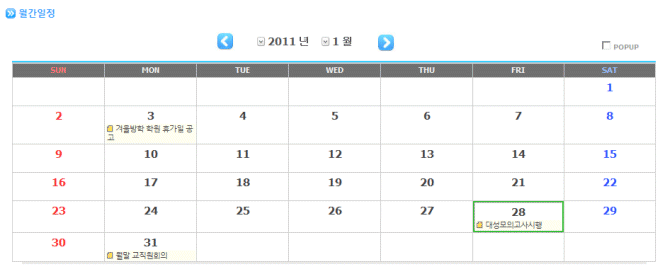 월간일정
2011 년 1 월
POPUP
SUN MON TUE WED THU FRI SAT
1
2 3 4 5 6 7 8
겨울방학 학원 휴가일 공
고
9 10 11 12 13 14 15
16 17 18 19 20 21 22
23 24 25 26 27 28 29
대성모의고사시행
30 31
월말 교직원회의